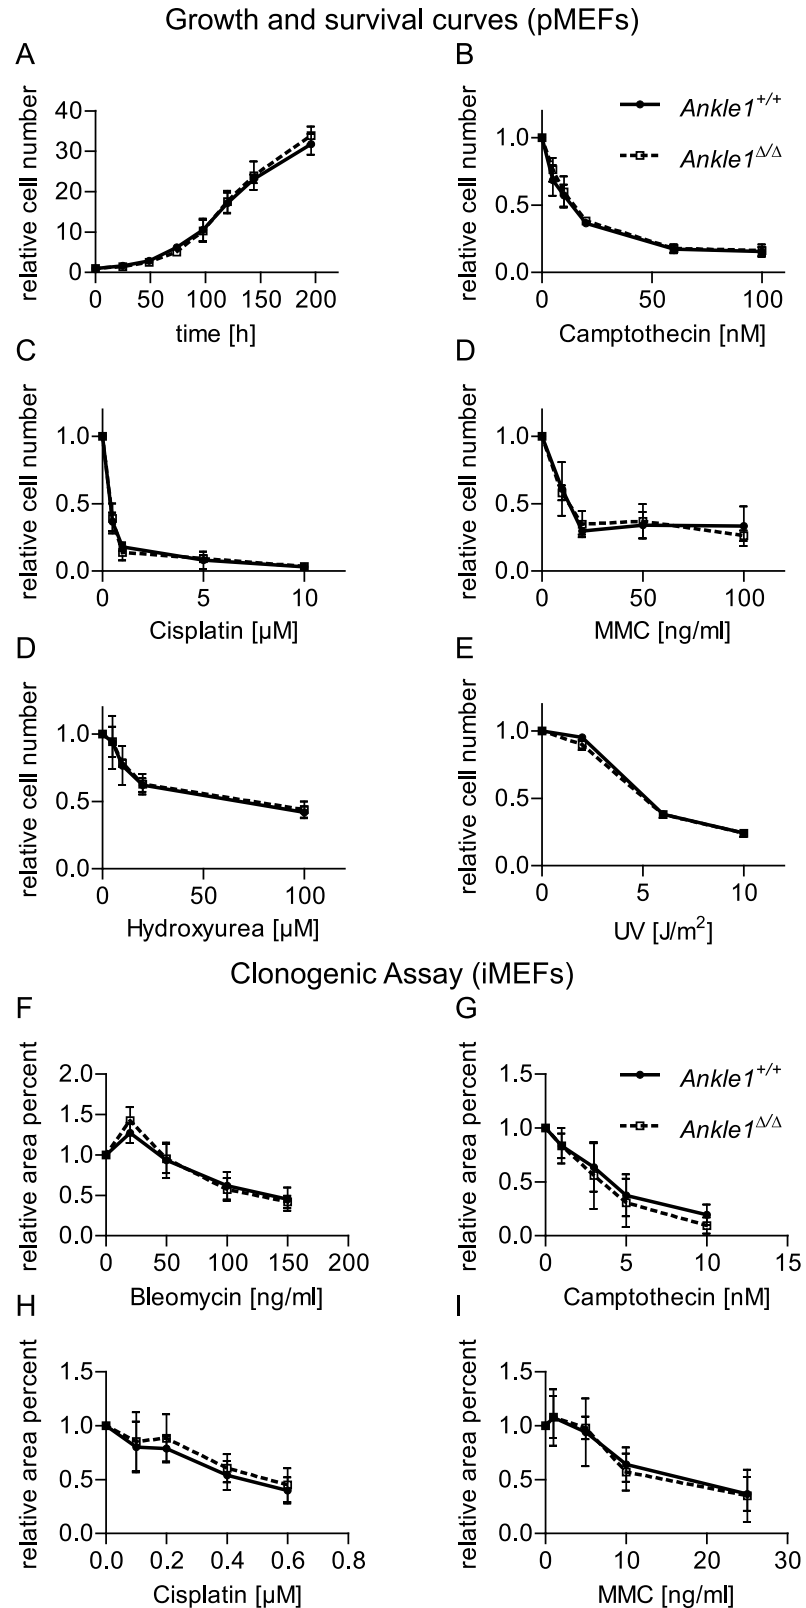 Growth and survival curves (pMEFs)
A
relative cell number
40
30
20
10
0
0 50 100 150 200
time [h]
B
relative cell number
1.0
0.5
0.0
0 50 100
Camptothecin [nM]
Ankle1+/+
Ankle1Δ/Δ
C
relative cell number
1.0
0.5
0.0
0 5 10
Cisplatin [µM]
D
relative cell number
1.0
0.5
0.0
0 50 100
MMC [ng/ml]
D
relative cell number
1.0
0.5
0.0
0 50 100
Hydroxyurea [µM]
E
relative cell number
1.0
0.5
0.0
0 5 10
UV [J/m²]
Clonogenic Assay (iMEFs)
F
relative area percent
2.0
1.5
1.0
0.5
0.0
0 50 100 150 200
Bleomycin [ng/ml]
G
relative area percent
1.5
1.0
0.5
0.0
0 5 10 15
Camptothecin [nM]
Ankle1+/+
Ankle1Δ/Δ
H
relative area percent
1.5
1.0
0.5
0.0
0.0 0.2 0.4 0.6 0.8
Cisplatin [µM]
I
relative area percent
1.5
1.0
0.5
0.0
0 10 20 30
MMC [ng/ml]